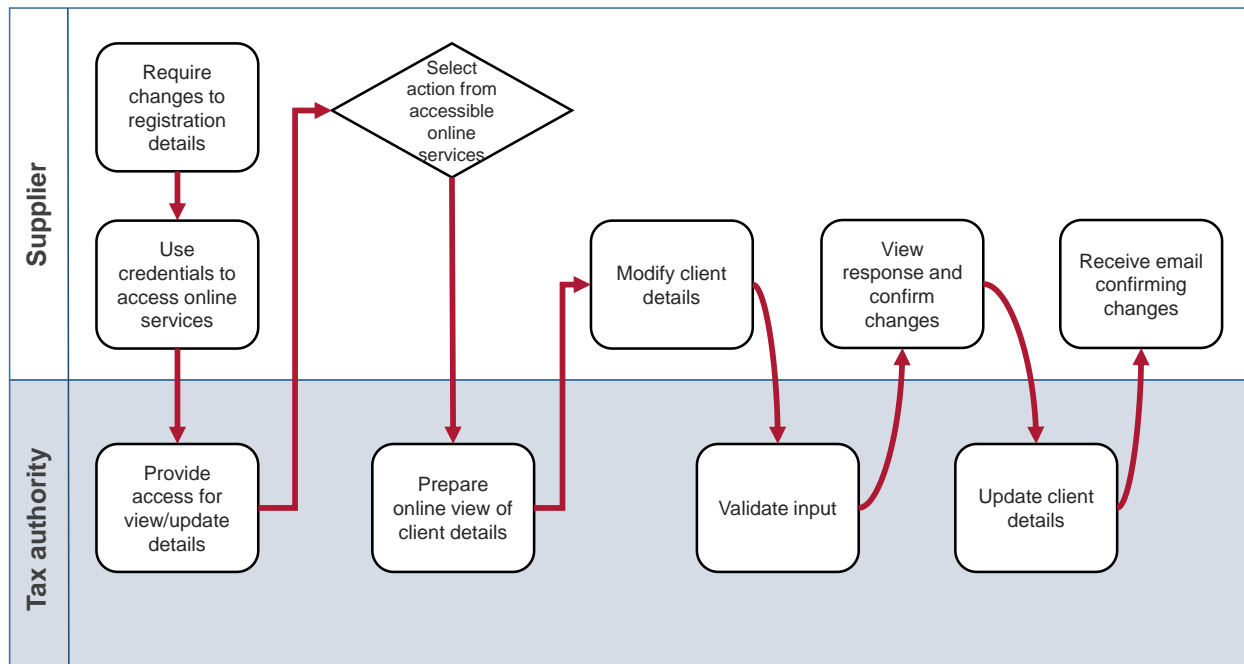 Supplier
Require
changes to
registration
details
Select
action from
accessible
online
services
Use
credentials to
access online
services
Modify client
details
View
response and
confirm
changes
Receive email
confirming
changes
Tax authority
Provide
access for
view/update
details
Prepare
online view of
client details
Validate input
Update client
details